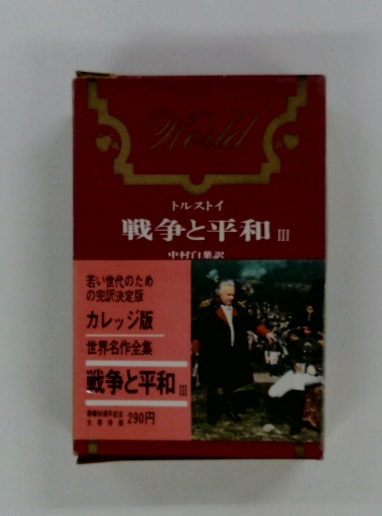 World
トルストイ
戦争と平和 III
中村白葉訳
若い世代のため
の完訳決定版
カレッジ版
世界名作全集
戦争と平和 III
290円